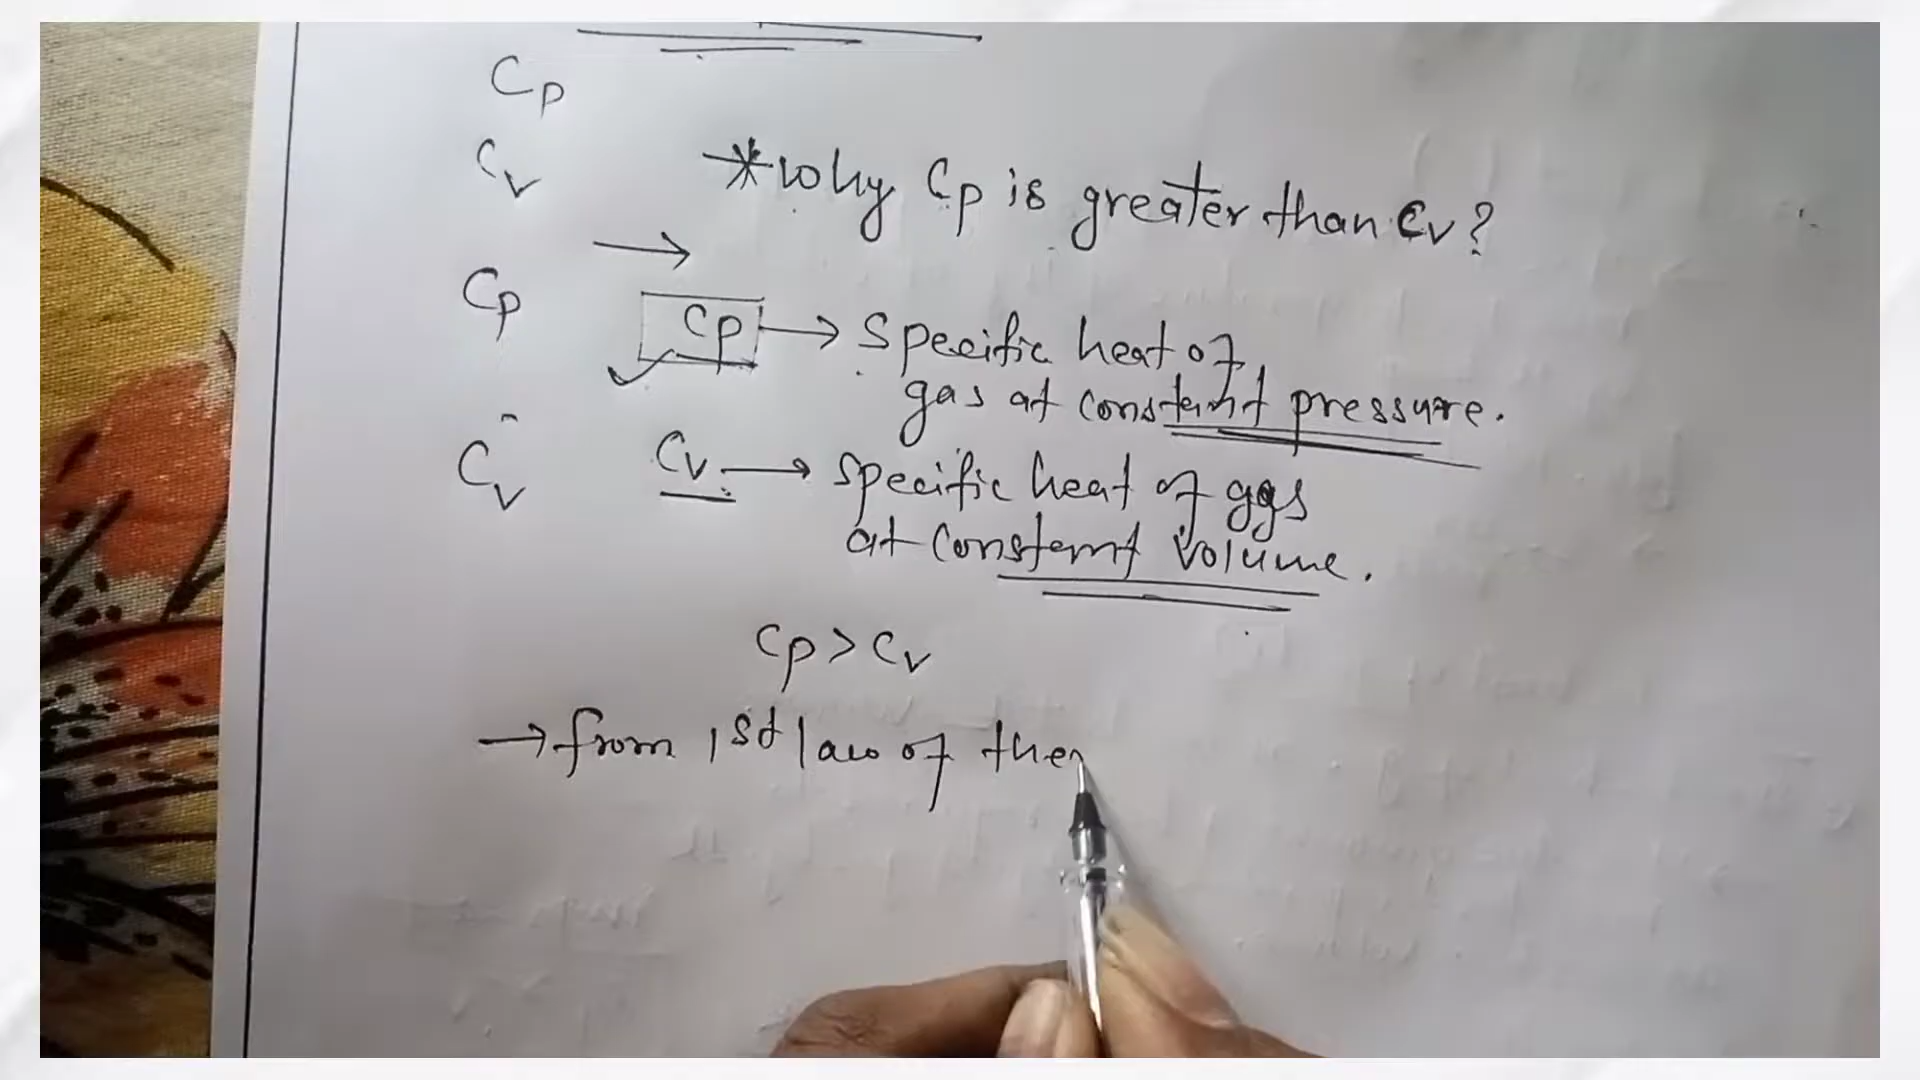 Cp
Cv
*why Cp is greater than Cv?
→
Cp
Cp → Specific heat of
gas at constant pressure.
Cv
Cv. → specific heat of gas
at constant volume.
Cp > Cv
→ from 1st law of ther